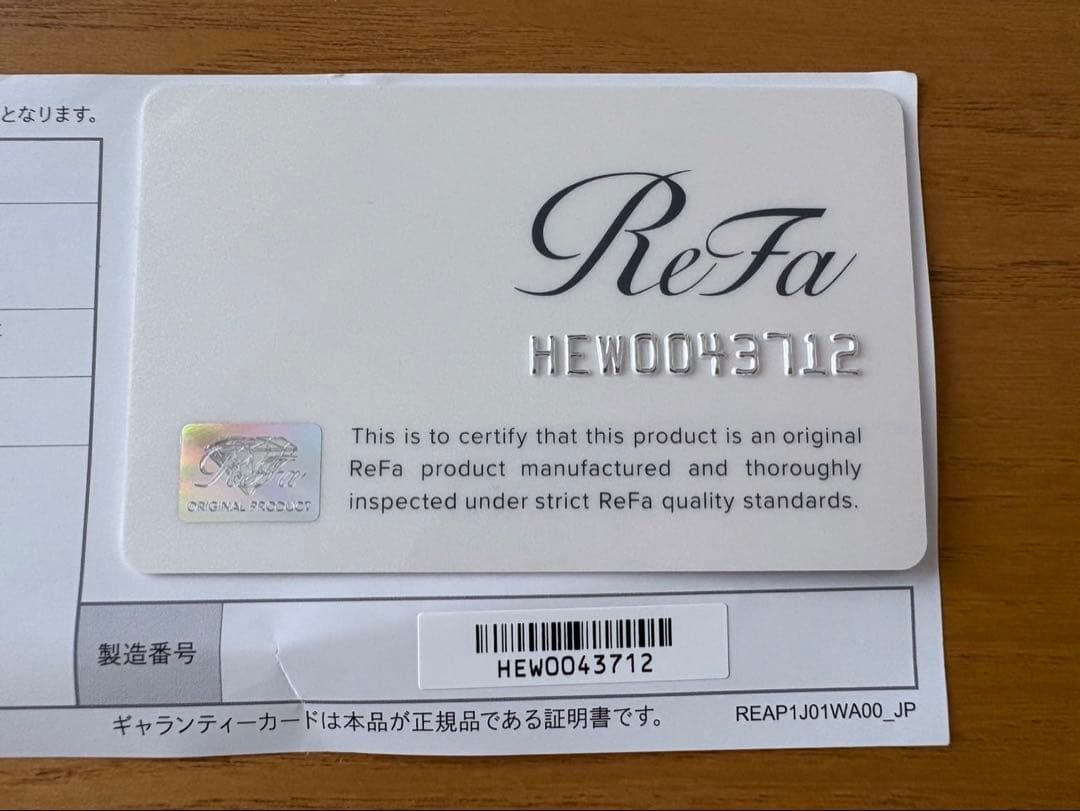 となります。
ReFa
HEW0043712
ReFa
ORIGINAL PRODUCT
This is to certify that this product is an original
ReFa product manufactured and thoroughly
inspected under strict ReFa quality standards.
製造番号
HEW0043712
ギャランティーカードは本品が正規品である証明書です。
REAP1J01WA00_JP